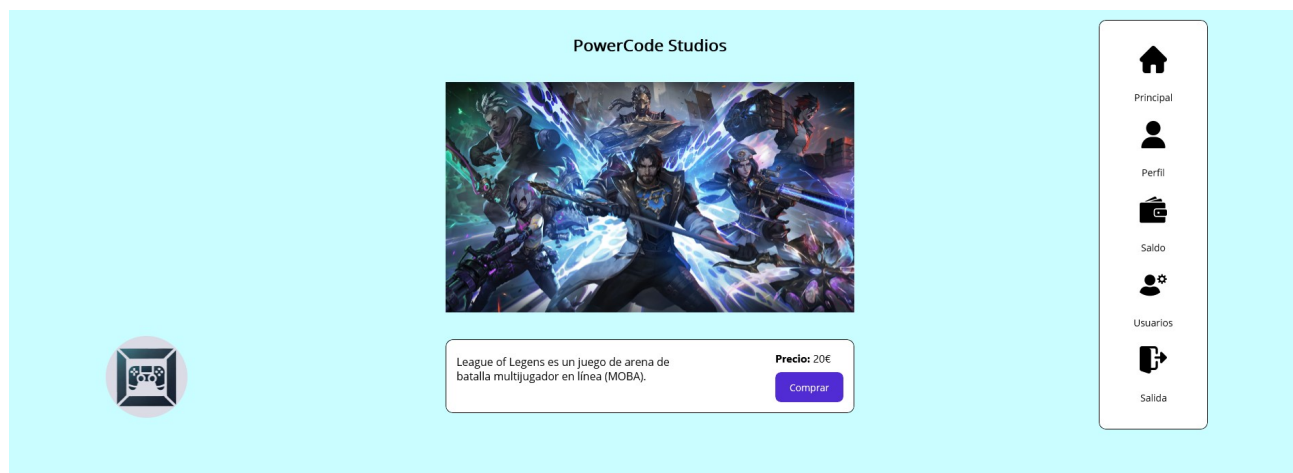 PowerCode Studios
League of Legens es un juego de arena de
batalla multijugador en línea (MOBA).
Precio: 20€
Comprar
Principal
Perfil
Saldo
Usuarios
Salida